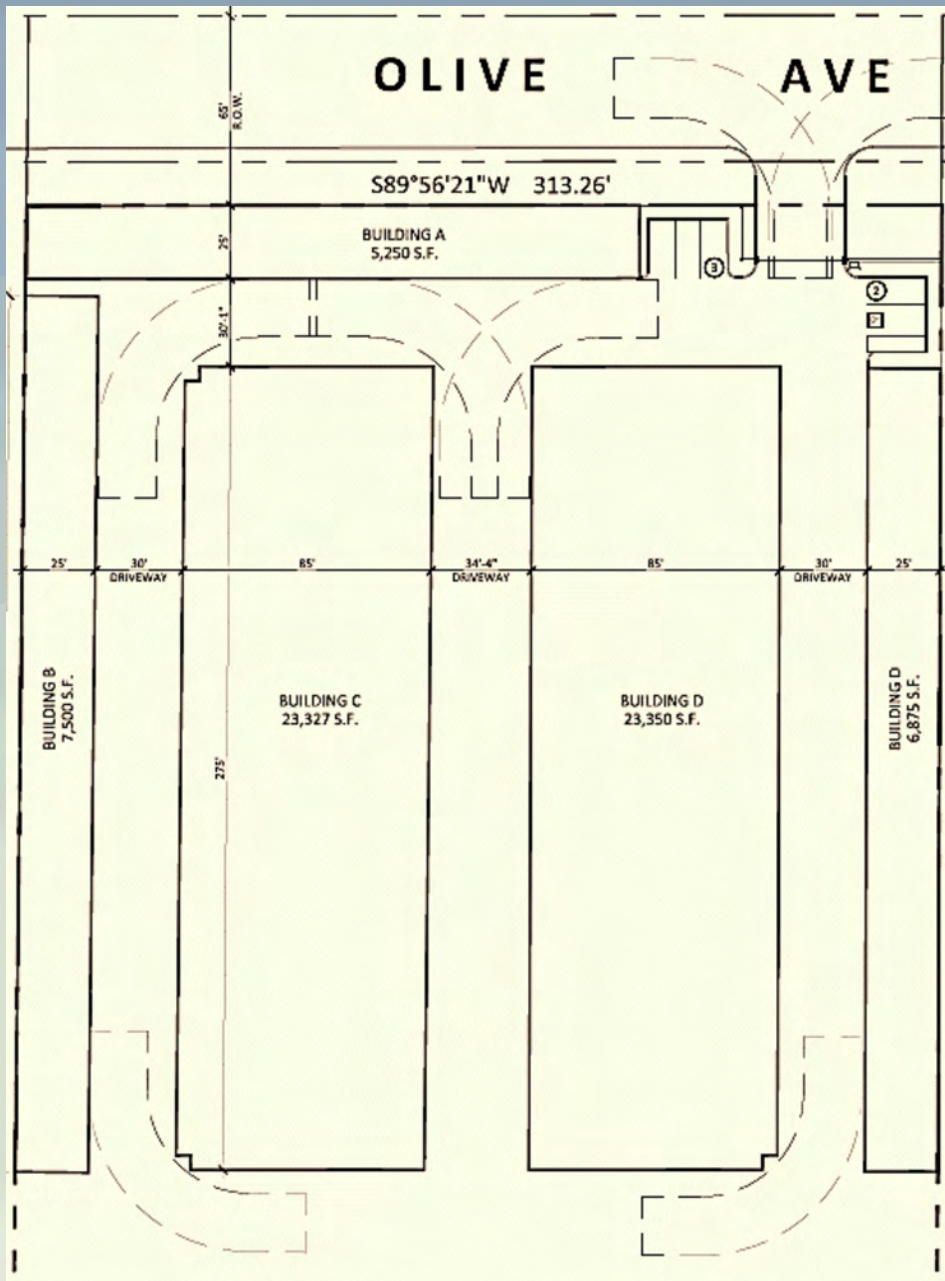 OLIVE AVE
65'
R.O.W.
S89°56'21"W 313.26'
BUILDING A
5,250 S.F.
25'
3
2
30'-1"
25'
30'
DRIVEWAY
85'
34'-4"
DRIVEWAY
85'
30'
DRIVEWAY
25'
BUILDING B
7,500 S.F.
BUILDING C
23,327 S.F.
BUILDING D
23,350 S.F.
BUILDING D
6,875 S.F.
275'